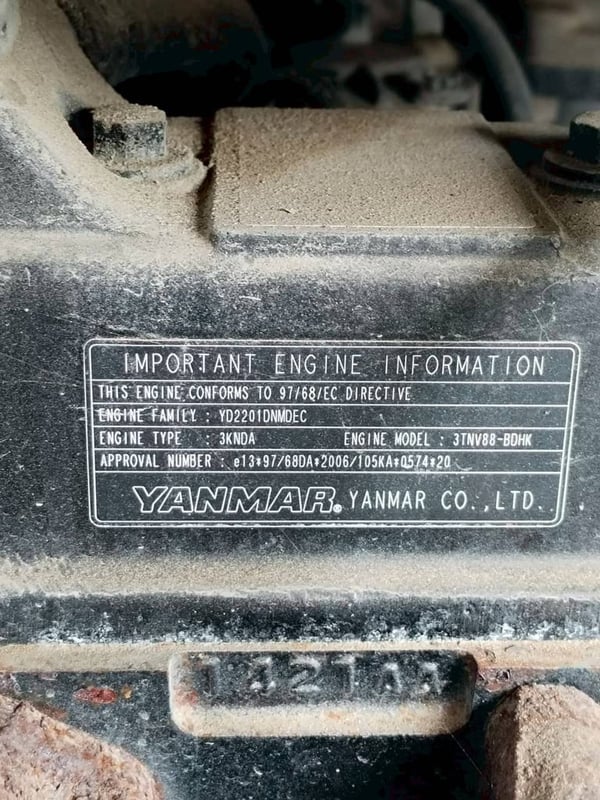 IMPORTANT ENGINE INFORMATION
THIS ENGINE CONFORMS TO 97/68/EC DIRECTIVE
ENGINE FAMILY : YD2201DNMDEC
ENGINE TYPE : 3KNDA ENGINE MODEL : 3TNV88-BDHK
APPROVAL NUMBER : e13*97/68DA*2006/105KA*0574*20
YANMAR® YANMAR CO.,LTD.